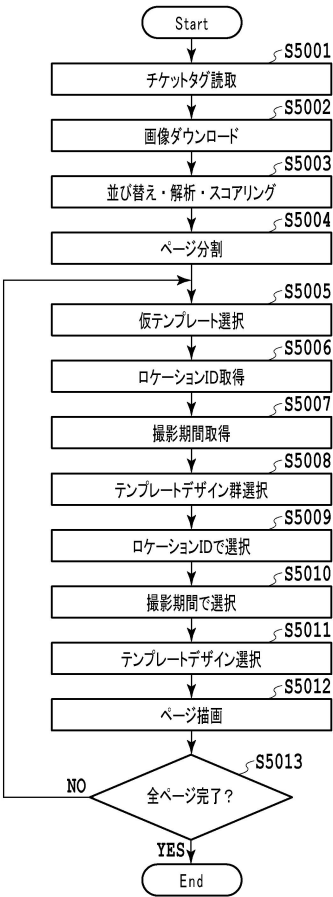 Start
S5001
チケットタグ読取
S5002
画像ダウンロード
S5003
並び替え・解析・スコアリング
S5004
ページ分割
S5005
仮テンプレート選択
S5006
ロケーションID取得
S5007
撮影期間取得
S5008
テンプレートデザイン群選択
S5009
ロケーションIDで選択
S5010
撮影期間で選択
S5011
テンプレートデザイン選択
S5012
ページ描画
S5013
全ページ完了？
NO
YES
End